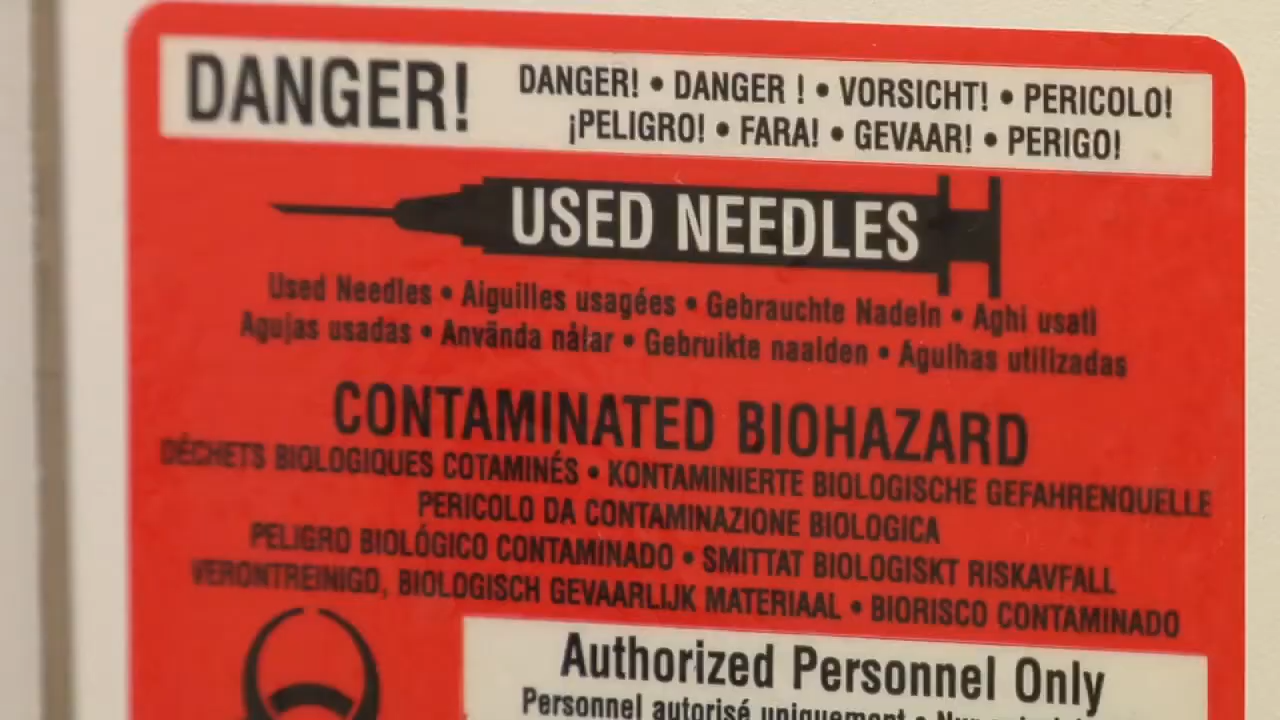 DANGER!
DANGER! • DANGER ! • VORSICHT! • PERICOLO!
¡PELIGRO! • FARA! • GEVAAR! • PERIGO!
USED NEEDLES
Used Needles • Aiguilles usagées • Gebrauchte Nadeln • Aghi usati
Agujas usadas • Använda nålar • Gebruikte naalden • Agulhas utilizadas
CONTAMINATED BIOHAZARD
DÉCHETS BIOLOGIQUES COTAMINÉS • KONTAMINIERTE BIOLOGISCHE GEFAHRENQUELLE
PERICOLO DA CONTAMINAZIONE BIOLOGICA
PELIGRO BIOLÓGICO CONTAMINADO • SMITTAT BIOLOGISKT RISKAVFALL
VERONTREINIGD, BIOLOGISCH GEVAARLIJK MATERIAAL • BIORISCO CONTAMINADO
Authorized Personnel Only
Personnel autorisé uniquement •